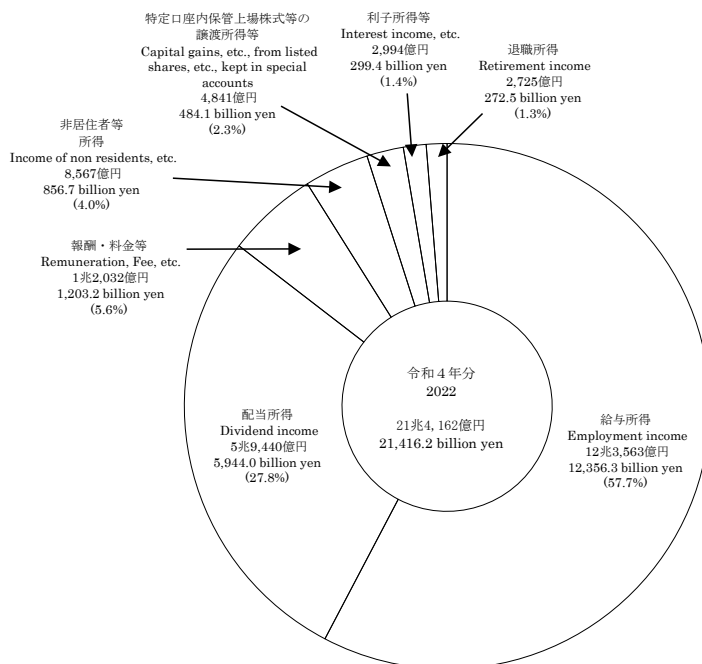 特定口座内保管上場株式等の
譲渡所得等
Capital gains, etc., from listed
shares, etc., kept in special
accounts
4,841億円
484.1 billion yen
(2.3%)
利子所得等
Interest income, etc.
2,994億円
299.4 billion yen
(1.4%)
退職所得
Retirement income
2,725億円
272.5 billion yen
(1.3%)
非居住者等
所得
Income of non residents, etc.
8,567億円
856.7 billion yen
(4.0%)
報酬・料金等
Remuneration, Fee, etc.
1兆2,032億円
1,203.2 billion yen
(5.6%)
配当所得
Dividend income
5兆9,440億円
5,944.0 billion yen
(27.8%)
令和４年分
2022
21兆4,162億円
21,416.2 billion yen
給与所得
Employment income
12兆3,563億円
12,356.3 billion yen
(57.7%)